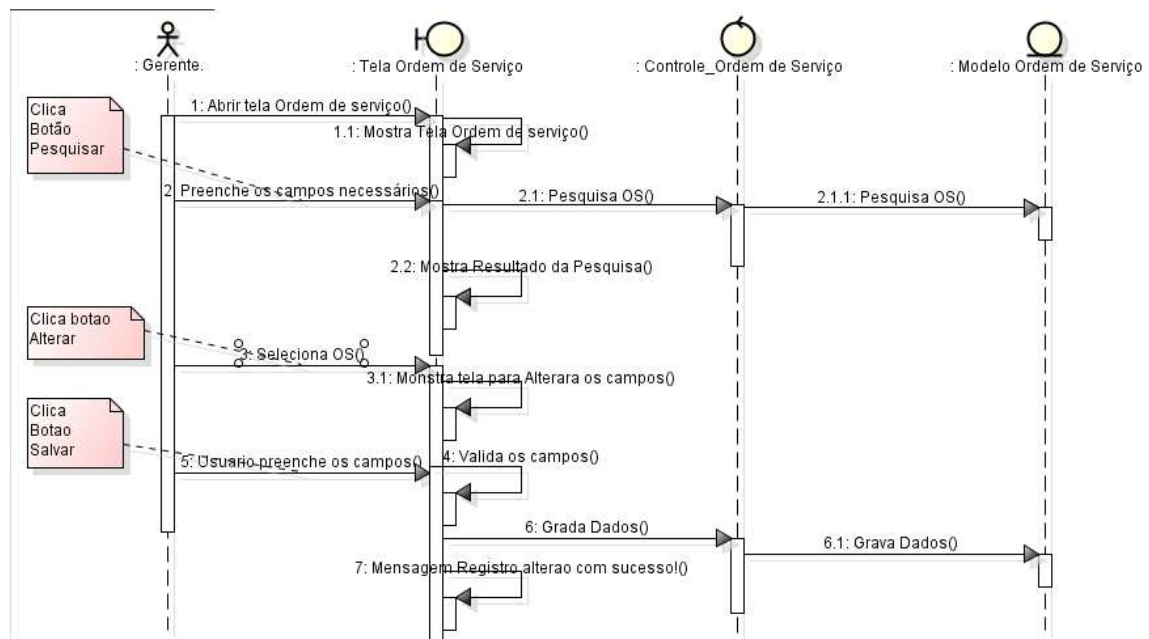 : Gerente.
: Tela Ordem de Serviço
: Controle_Ordem de Serviço
: Modelo Ordem de Serviço
Clica
Botão
Pesquisar
1: Abrir tela Ordem de serviço()
1.1: Mostra Tela Ordem de serviço()
2: Preenche os campos necessários()
2.1: Pesquisa OS()
2.1.1: Pesquisa OS()
2.2: Mostra Resultado da Pesquisa()
Clica botao
Alterar
3: Seleciona OS()
3.1: Monstra tela para Alterara os campos()
Clica
Botao
Salvar
5: Usuario preenche os campos()
4: Valida os campos()
6: Grada Dados()
6.1: Grava Dados()
7: Mensagem Registro alterao com sucesso!()